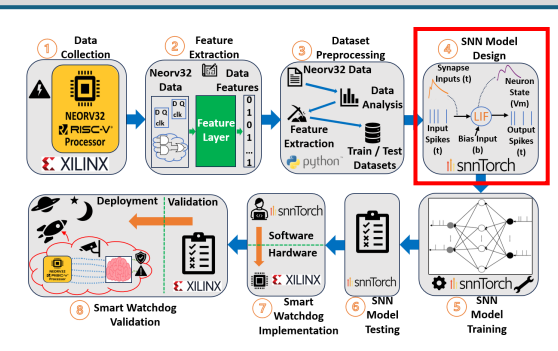 1 Data
Collection
NEORV32
RISC-V
Processor
XILINX
2 Feature
Extraction
Neorv32
Data
Data
Features
D Q
clk
D Q
clk
Feature
Layer
0
1
1
...
1
3 Dataset
Preprocessing
Neorv32 Data
Data
Analysis
Feature
Extraction
Train / Test
Datasets
python
4 SNN Model
Design
Synapse
Inputs (t)
Neuron
State
(Vm)
LIF
Input
Spikes
(t)
Bias Input
(b)
Output
Spikes
(t)
snnTorch
Deployment
Validation
NEORV32
RISC-V
Processor
XILINX
8 Smart Watchdog
Validation
snnTorch
Software
Hardware
XILINX
7 Smart
Watchdog
Implementation
snnTorch
6 SNN
Model
Testing
snnTorch
5 SNN
Model
Training